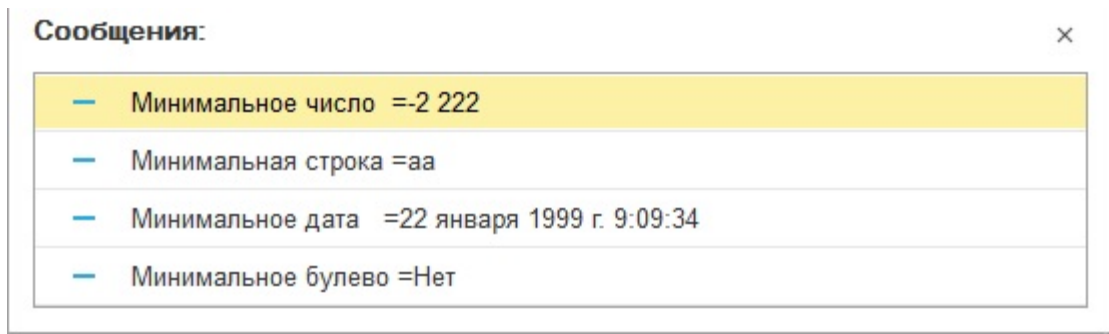 Сообщения:
Минимальное число =-2 222
Минимальная строка =аа
Минимальное дата =22 января 1999 г. 9:09:34
Минимальное булево =Нет